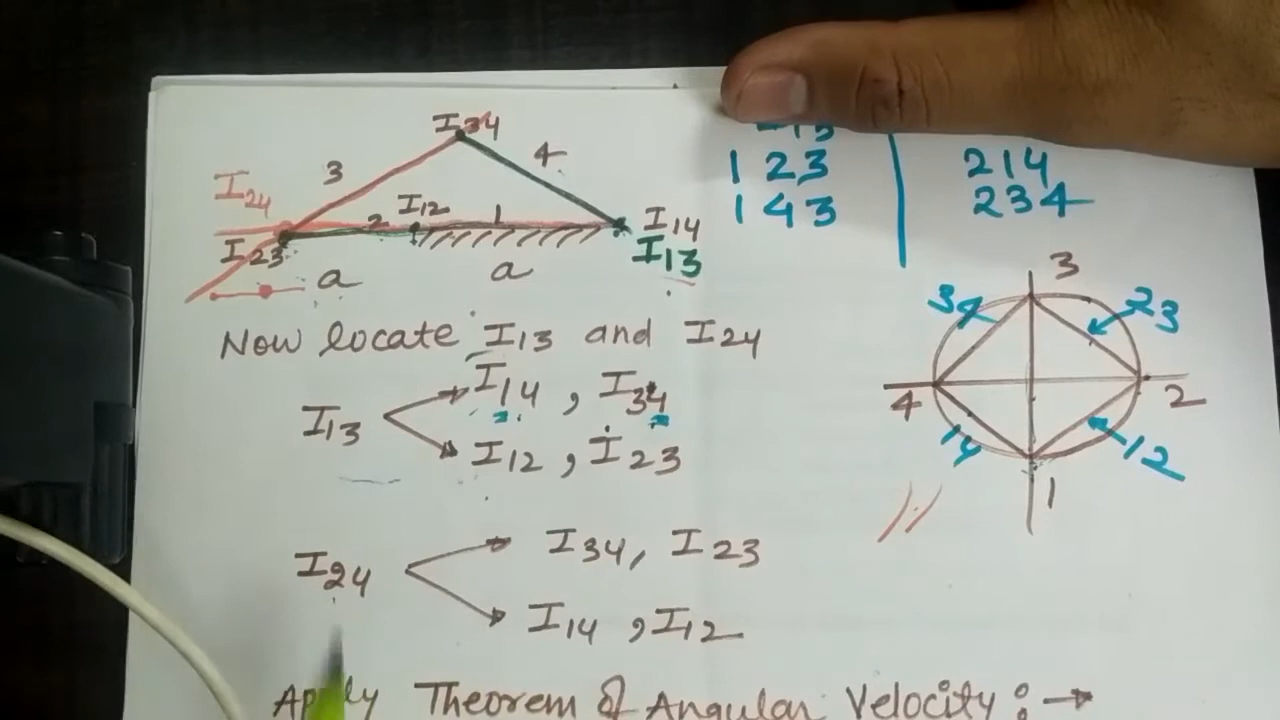 I34
3
4
I24
2
I12
1
I14
I23
I13
a
a
123
143
214
234
Now locate I13 and I24
I13
I14, I34
I12, I23
I24
I34, I23
I14, I12
3
34
23
4
2
14
12
1
Apply Theorem of Angular Velocity:→